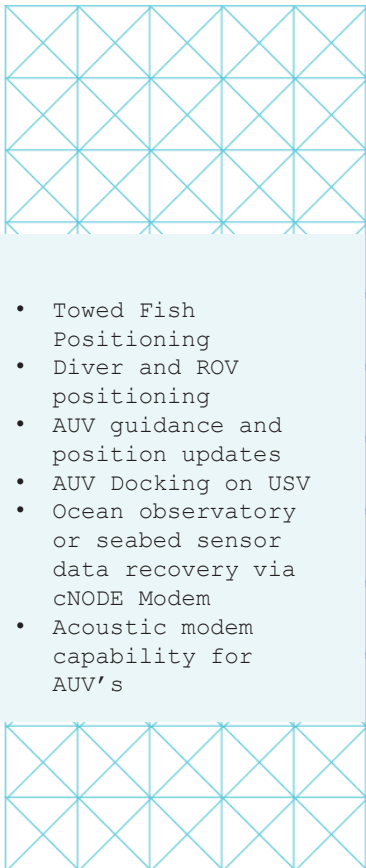 • Towed Fish
Positioning
• Diver and ROV
positioning
• AUV guidance and
position updates
• AUV Docking on USV
• Ocean observatory
or seabed sensor
data recovery via
cNODE Modem
• Acoustic modem
capability for
AUV’s